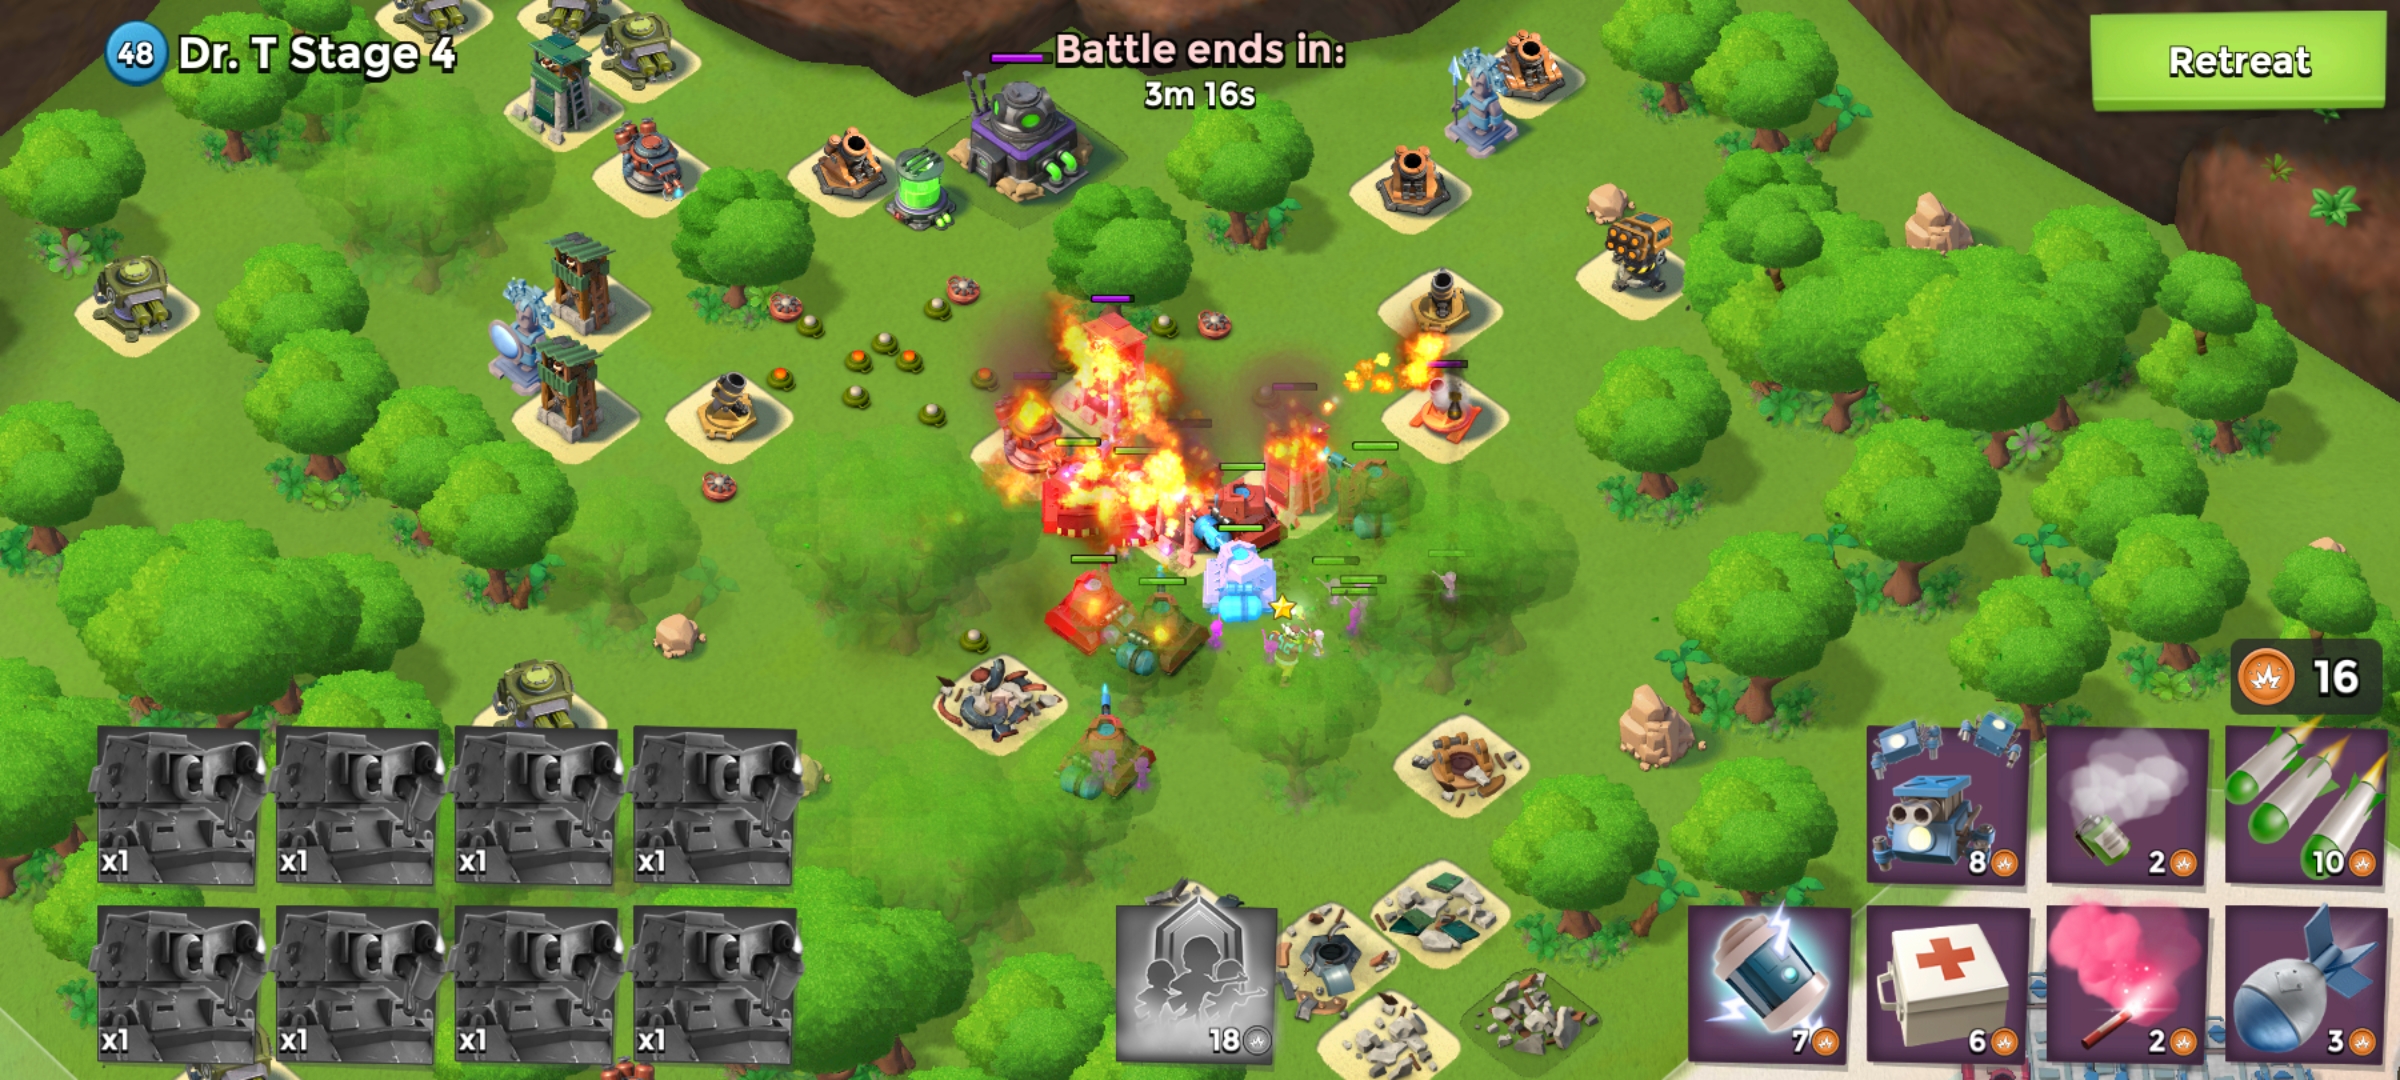 48 Dr. T Stage 4
Battle ends in:
3m 16s
Retreat
16
x1 x1 x1 x1
8 2 10
x1 x1 x1 x1
18 7 6 2 3